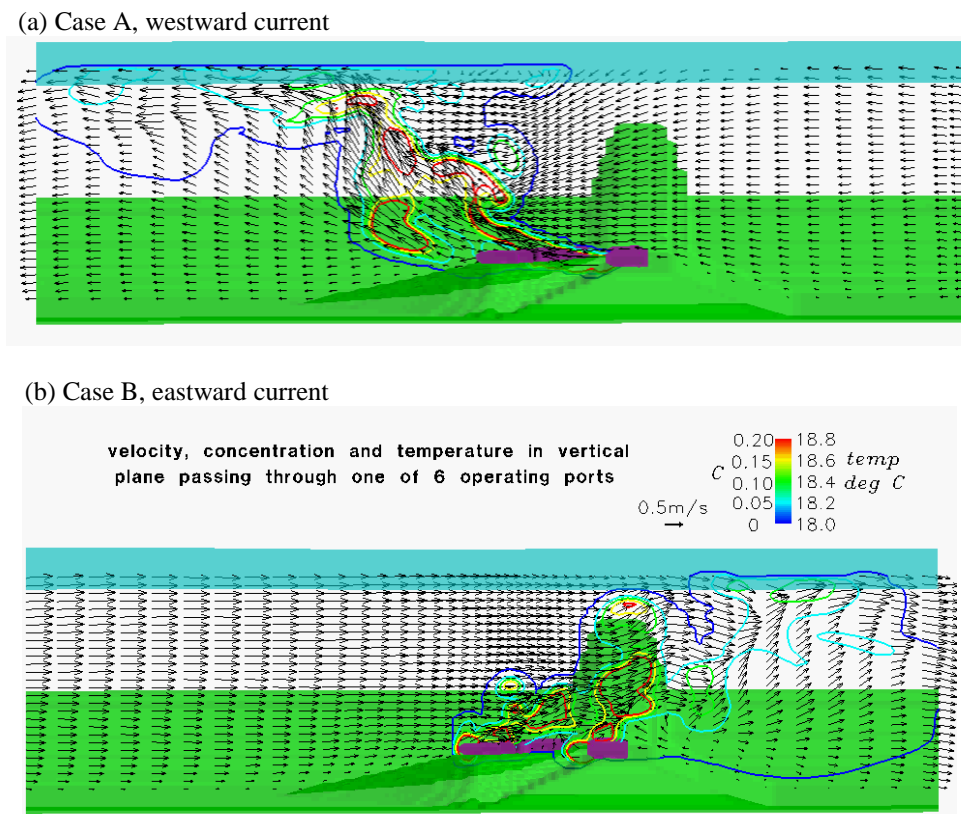 (a) Case A, westward current
(b) Case B, eastward current
velocity, concentration and temperature in vertical
plane passing through one of 6 operating ports
0.5m/s
C
0.20 18.8
0.15 18.6 temp
0.10 18.4 deg C
0.05 18.2
0 18.0